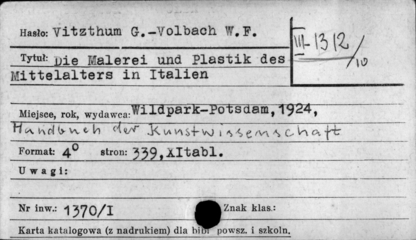 Hasło: Vitzthum G.-Volbach W.F.
III-1312/10
Tytuł: Die Malerei und Plastik des
Mittelalters in Italien
Miejsce, rok, wydawca: Wildpark-Potsdam, 1924,
Handbuch der Kunstwissenschaft
Format: 4° stron: 339, XItabl.
Uwagi:
Nr inw.: 1370/I Znak klas.:
Karta katalogowa (z nadrukiem) dla bibl powsz. i szkoln.